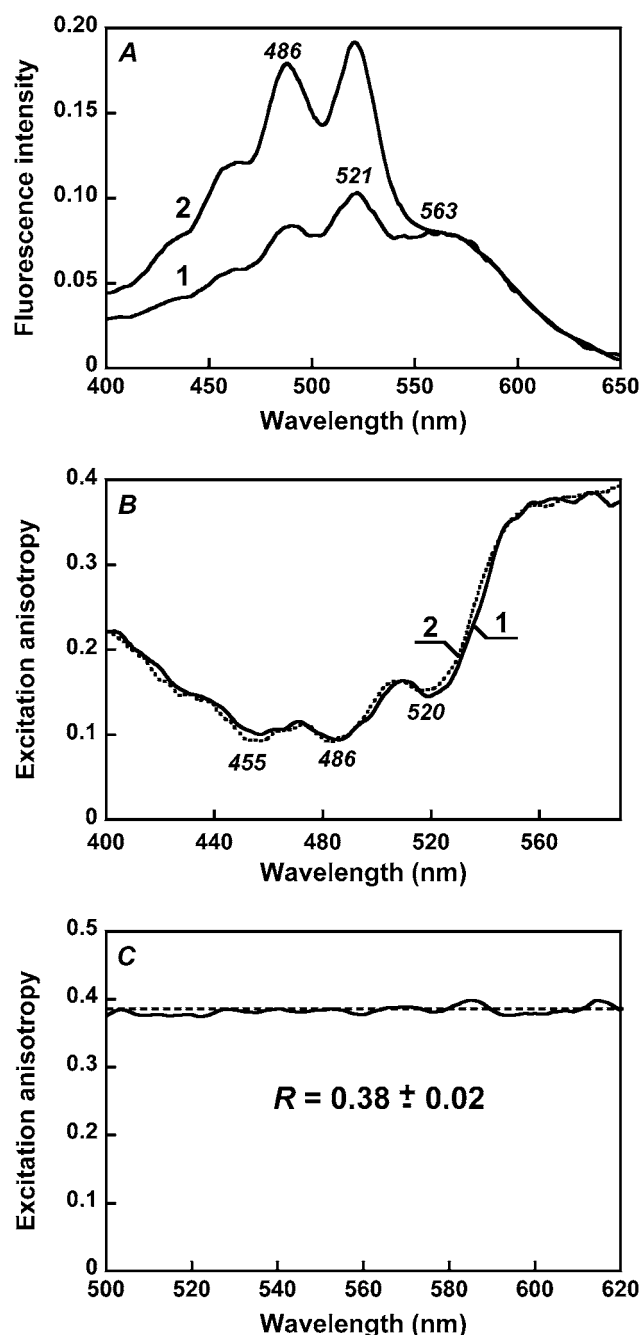 A
0.20
0.15
0.10
0.05
0
Fluorescence intensity
486
521
563
2
1
400 450 500 550 600 650
Wavelength (nm)
B
0.4
0.3
0.2
0.1
0
Excitation anisotropy
2 1
455 486 520
400 440 480 520 560
Wavelength (nm)
C
0.5
0.4
0.3
0.2
0.1
0
Excitation anisotropy
R = 0.38 ± 0.02
500 520 540 560 580 600 620
Wavelength (nm)